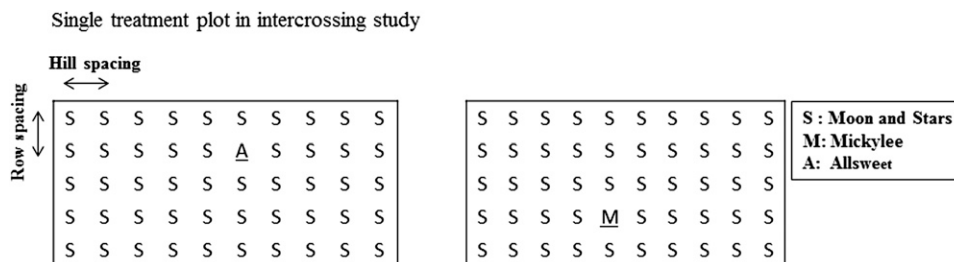 Single treatment plot in intercrossing study
Hill spacing
Row spacing
S S S S S S S S S S
S S S S S A S S S S
S S S S S S S S S S
S S S S S S S S S S
S S S S S S S S S S
S S S S S S S S S S
S S S S S S S S S S
S S S S S S S S S S
S S S S M S S S S S
S S S S S S S S S S
S : Moon and Stars
M: Mickylee
A: Allsweet